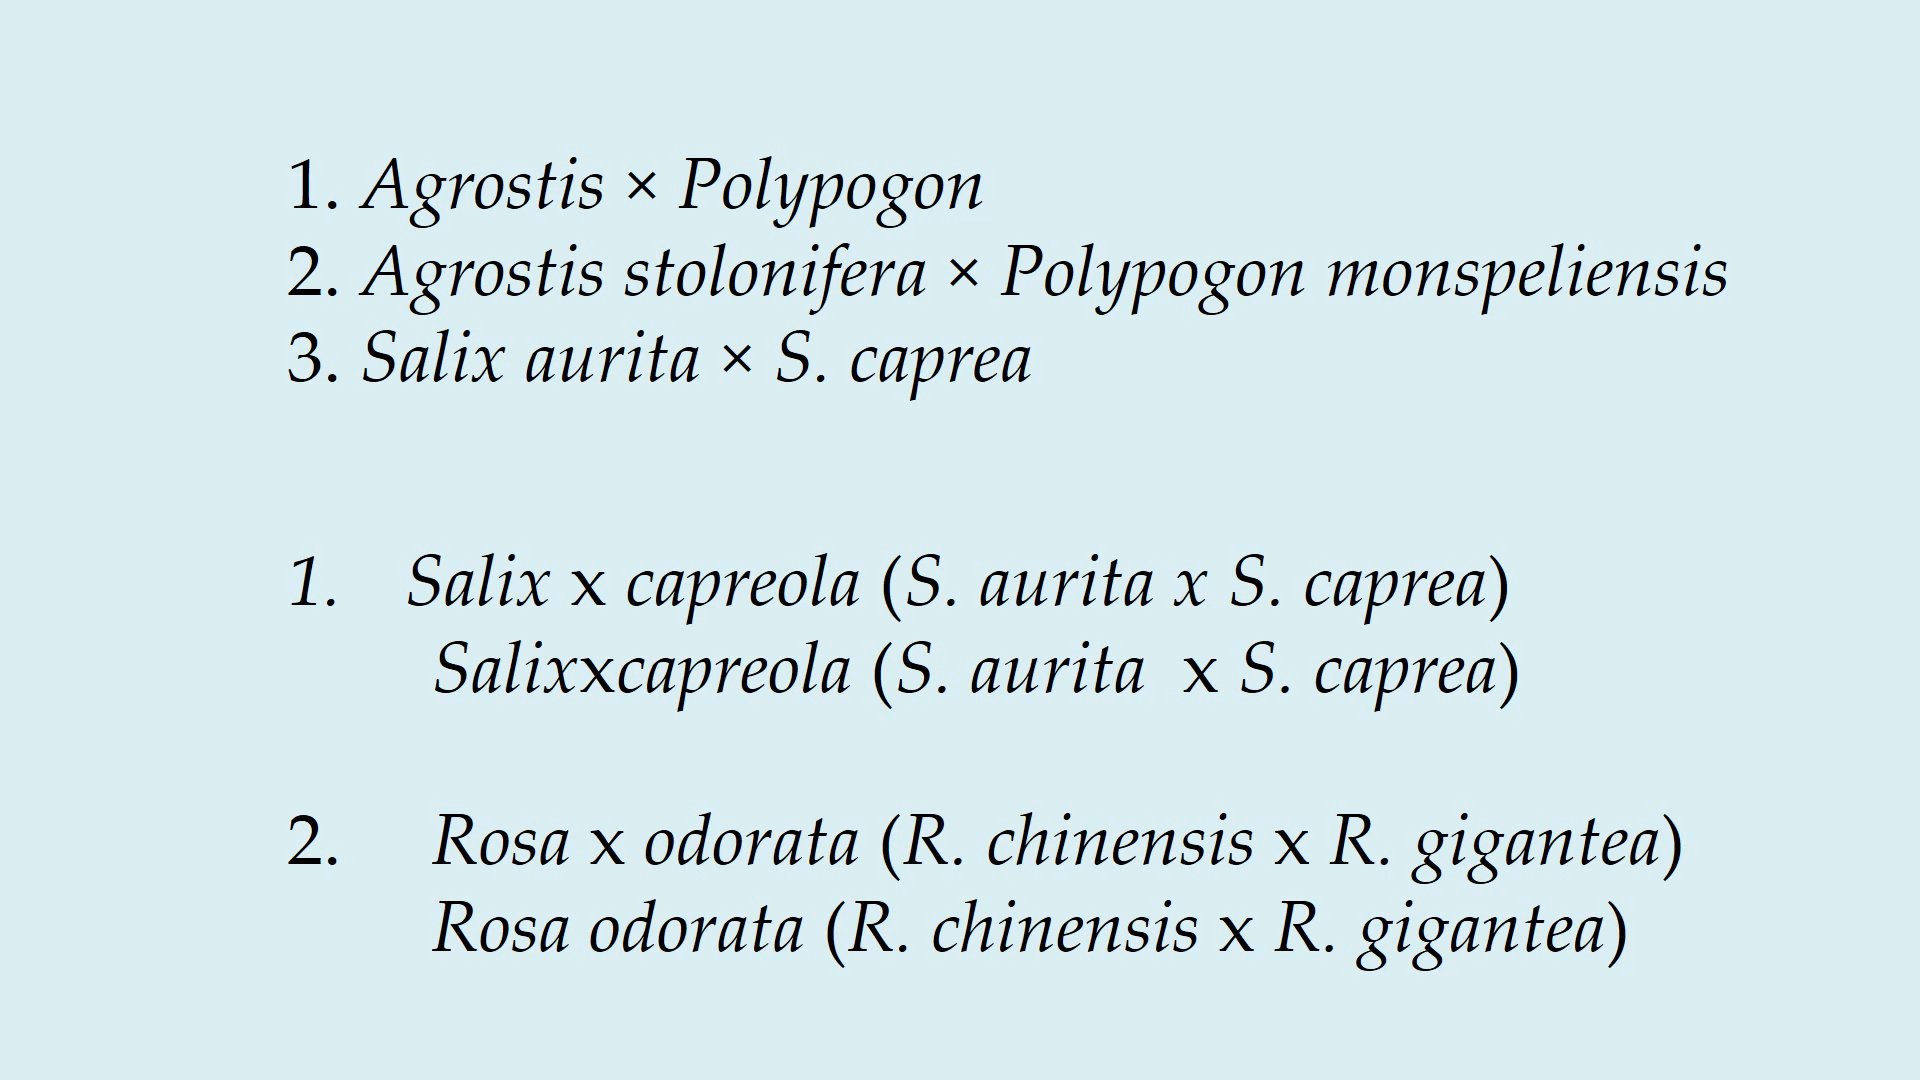 1. Agrostis × Polypogon
2. Agrostis stolonifera × Polypogon monspeliensis
3. Salix aurita × S. caprea
1. Salix x capreola (S. aurita x S. caprea)
Salixxcapreola (S. aurita  x S. caprea)
2. Rosa x odorata (R. chinensis x R. gigantea)
Rosa odorata (R. chinensis x R. gigantea)